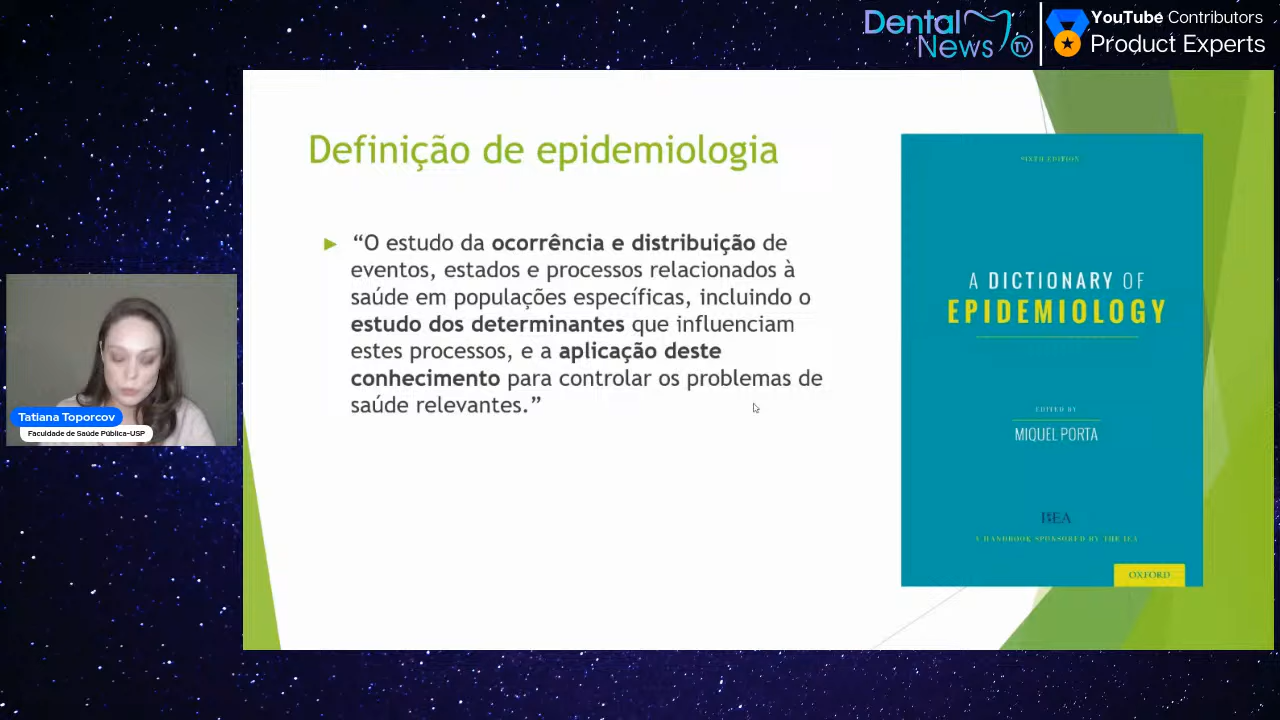 Dental
News TV
YouTube Contributors
Product Experts
Definição de epidemiologia
“O estudo da ocorrência e distribuição de
eventos, estados e processos relacionados à
saúde em populações específicas, incluindo o
estudo dos determinantes que influenciam
estes processos, e a aplicação deste
conhecimento para controlar os problemas de
saúde relevantes.”
SIXTH EDITION
A DICTIONARY OF
EPIDEMIOLOGY
EDITED BY
MIQUEL PORTA
IEA
A HANDBOOK SPONSORED BY THE IEA
OXFORD
Tatiana Toporcov
Faculdade de Saúde Pública-USP